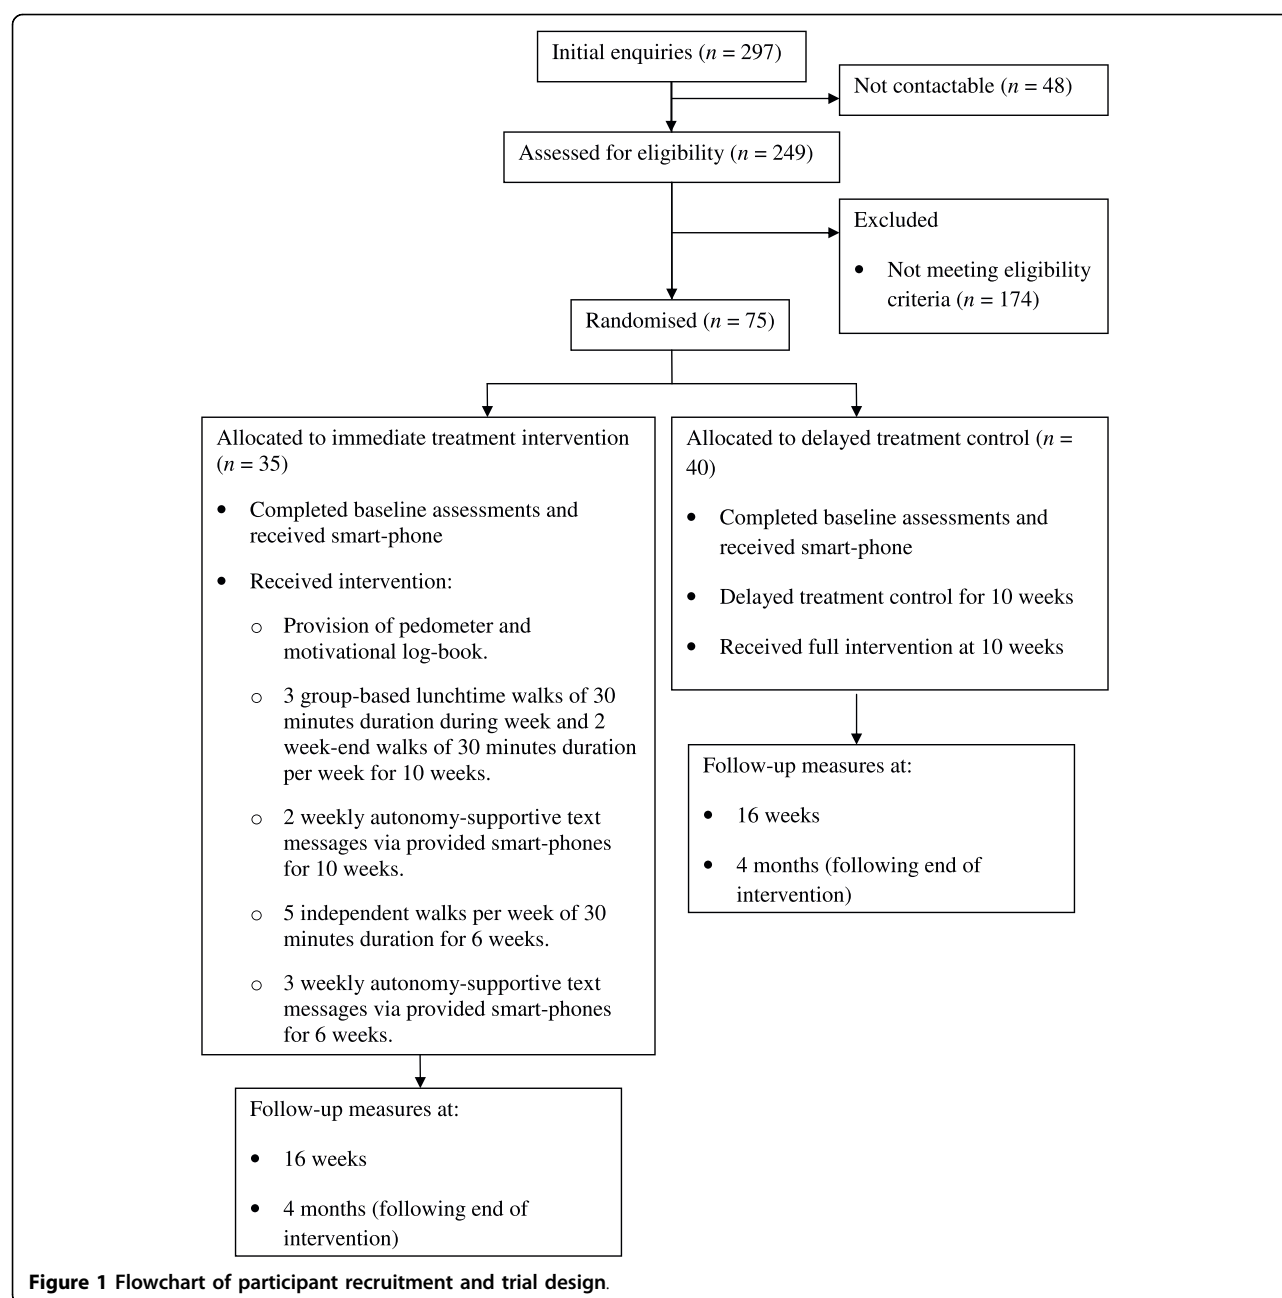 Initial enquiries (n = 297)
Not contactable (n = 48)
Assessed for eligibility (n = 249)
Excluded
• Not meeting eligibility
criteria (n = 174)
Randomised (n = 75)
Allocated to immediate treatment intervention
(n = 35)
• Completed baseline assessments and
received smart-phone
• Received intervention:
o Provision of pedometer and
motivational log-book.
o 3 group-based lunchtime walks of 30
minutes duration during week and 2
week-end walks of 30 minutes duration
per week for 10 weeks.
o 2 weekly autonomy-supportive text
messages via provided smart-phones
for 10 weeks.
o 5 independent walks per week of 30
minutes duration for 6 weeks.
o 3 weekly autonomy-supportive text
messages via provided smart-phones
for 6 weeks.
Allocated to delayed treatment control (n =
40)
• Completed baseline assessments and
received smart-phone
• Delayed treatment control for 10 weeks
• Received full intervention at 10 weeks
Follow-up measures at:
• 16 weeks
• 4 months (following end of
intervention)
Follow-up measures at:
• 16 weeks
• 4 months (following end of
intervention)
Figure 1 Flowchart of participant recruitment and trial design.